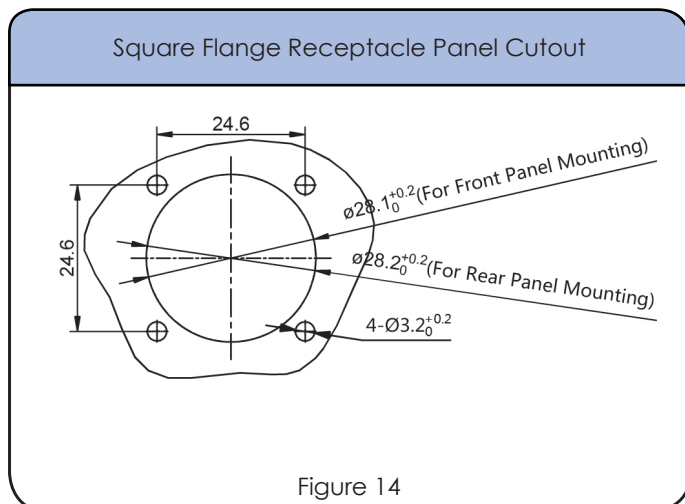 Square Flange Receptacle Panel Cutout
24.6
ø28.1 +0.2 0 (For Front Panel Mounting)
24.6
ø28.2 +0.2 0 (For Rear Panel Mounting)
4-Ø3.2 +0.2 0
Figure 14